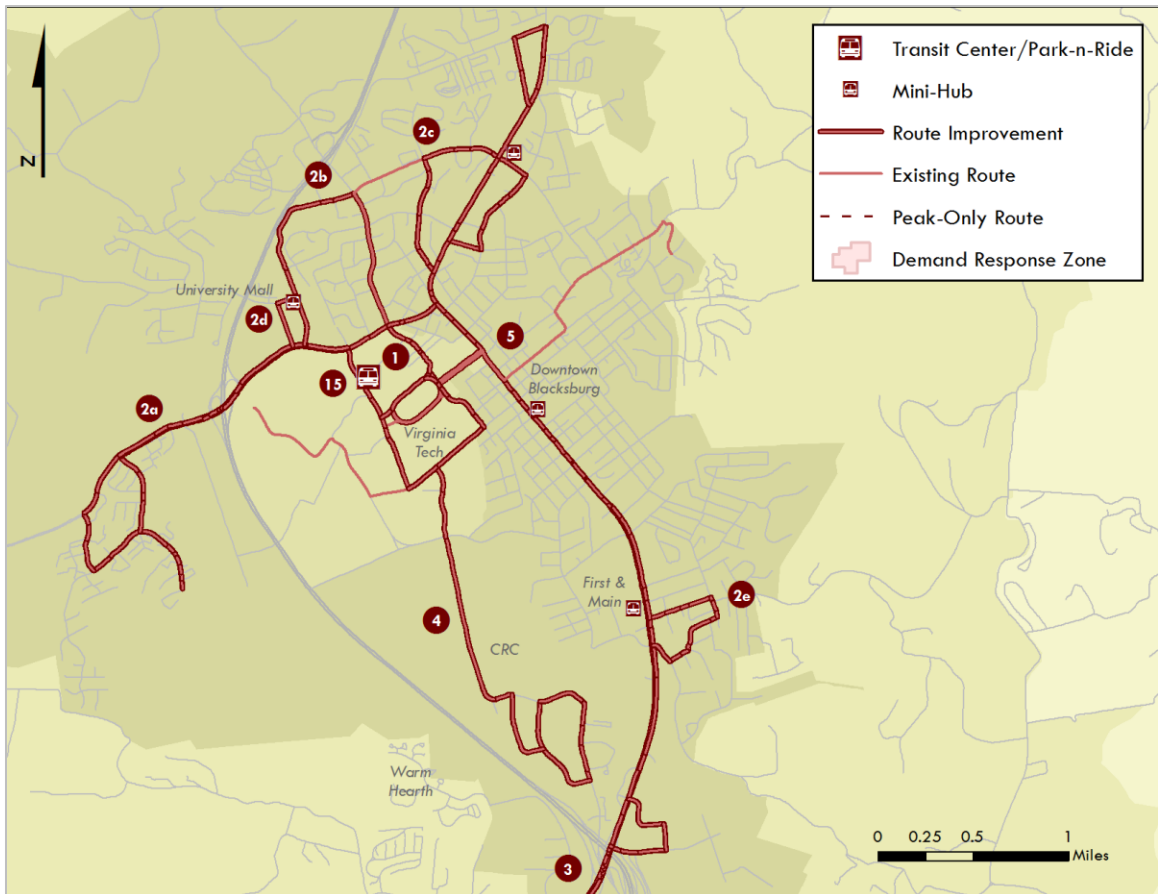 Transit Center/Park-n-Ride
Mini-Hub
Route Improvement
Existing Route
Peak-Only Route
Demand Response Zone
N
2c
2b
University Mall
2d
5
1
Downtown
Blacksburg
15
2a
Virginia
Tech
First &
Main
2e
4
CRC
Warm
Hearth
3
0 0.25 0.5 1
Miles